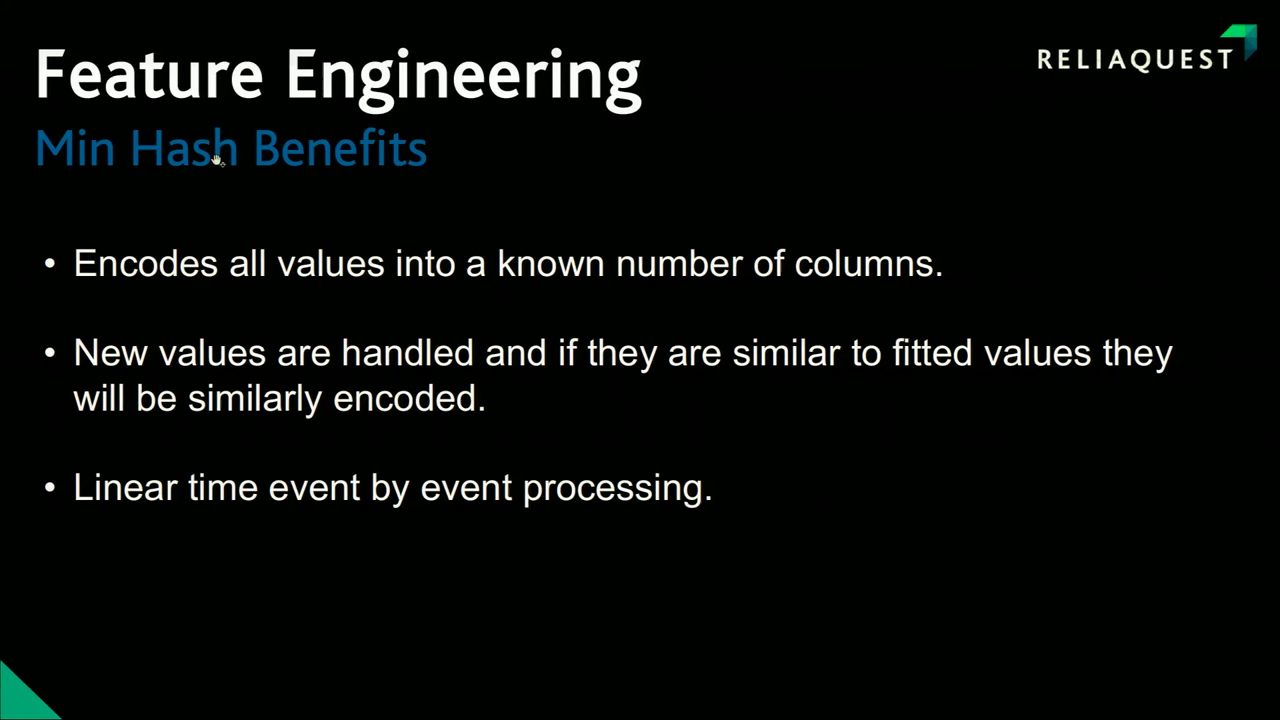 Feature Engineering
RELIAQUEST
Min Hash Benefits
• Encodes all values into a known number of columns.
• New values are handled and if they are similar to fitted values they
will be similarly encoded.
• Linear time event by event processing.